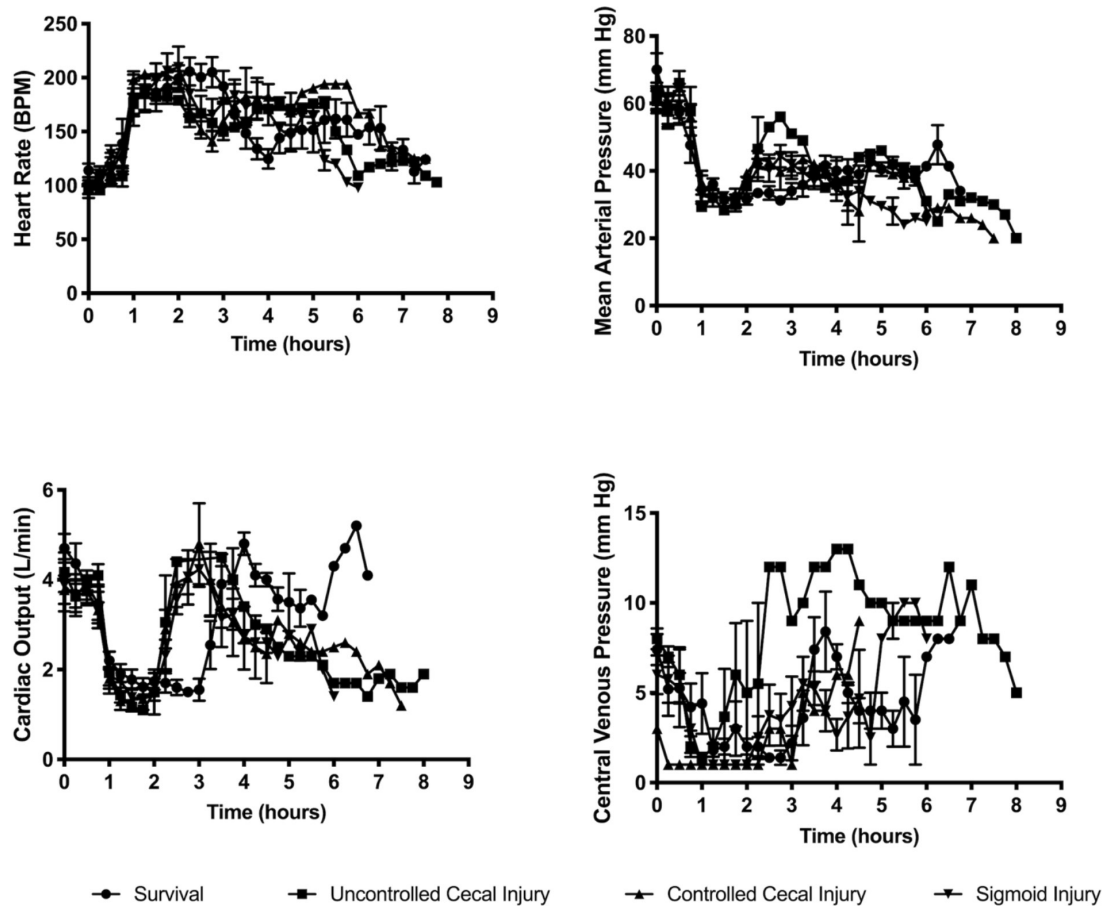 Heart Rate (BPM)
250
200
150
100
50
0
0 1 2 3 4 5 6 7 8 9
Time (hours)
Mean Arterial Pressure (mm Hg)
80
60
40
20
0
0 1 2 3 4 5 6 7 8 9
Time (hours)
Cardiac Output (L/min)
6
4
2
0
0 1 2 3 4 5 6 7 8 9
Time (hours)
Central Venous Pressure (mm Hg)
15
10
5
0
0 1 2 3 4 5 6 7 8 9
Time (hours)
Survival Uncontrolled Cecal Injury Controlled Cecal Injury Sigmoid Injury